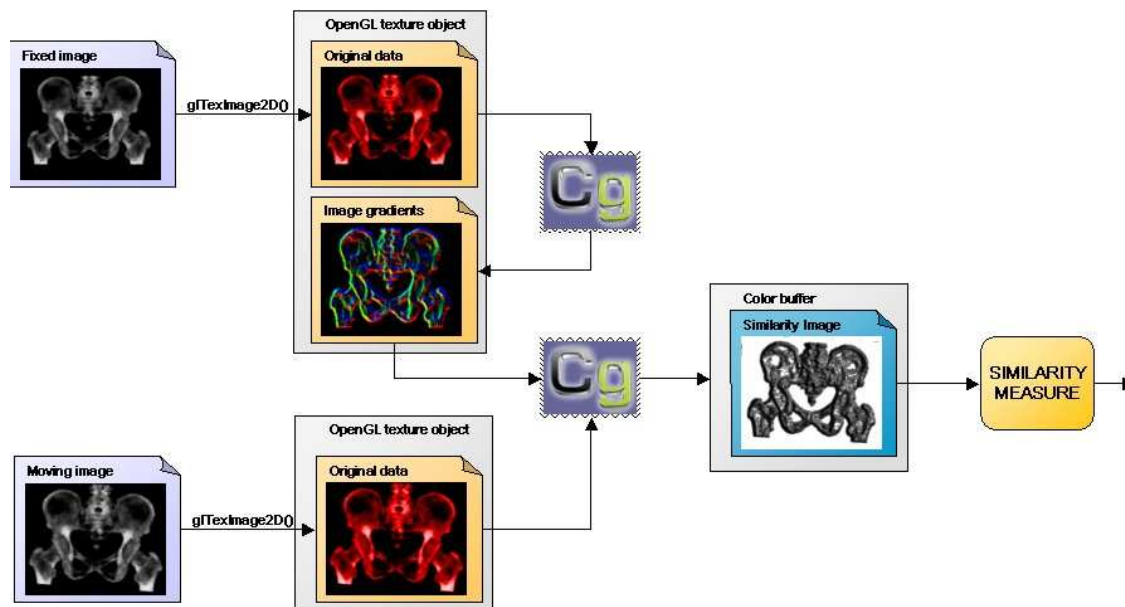 OpenGL texture object
Fixed image
Original data
glTexImage2D()
Cg
Image gradients
Color buffer
Similarity Image
Cg
SIMILARITY
MEASURE
OpenGL texture object
Moving image
Original data
glTexImage2D()